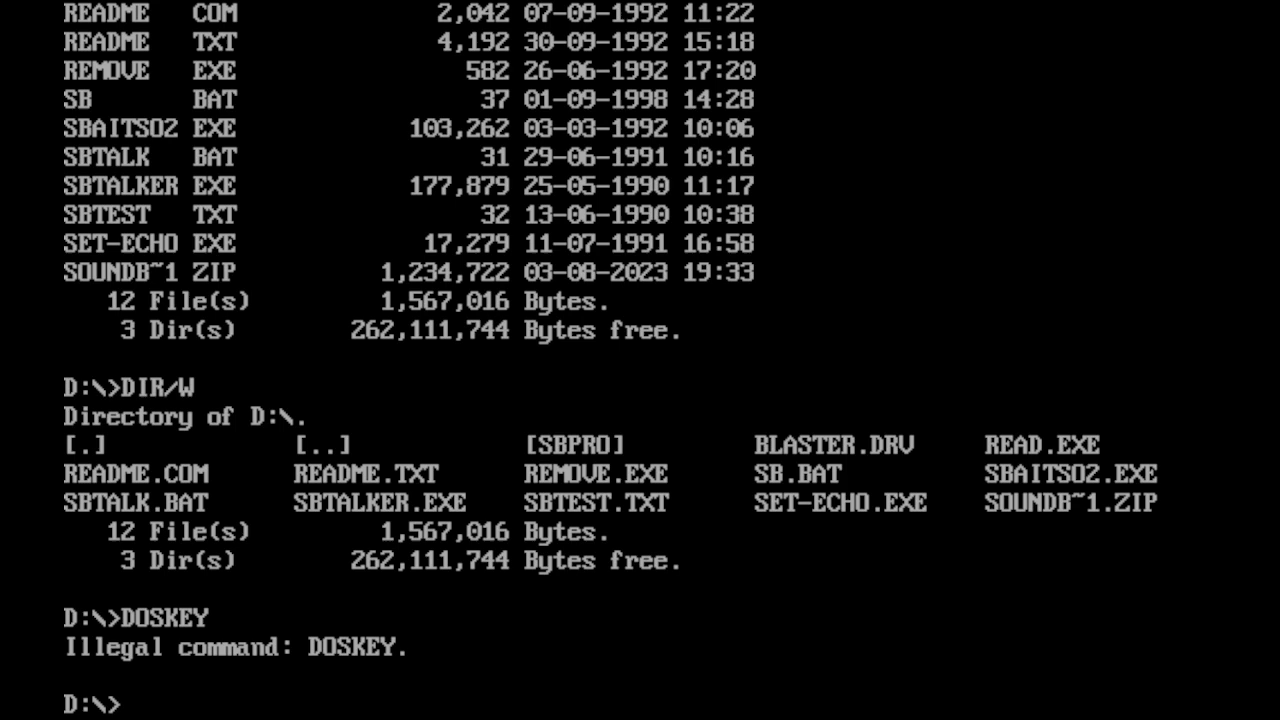 README   COM              2,042 07-09-1992 11:22
README   TXT              4,192 30-09-1992 15:18
REMOVE   EXE                582 26-06-1992 17:20
SB       BAT                 37 01-09-1998 14:28
SBAITSO2 EXE            103,262 03-03-1992 10:06
SBTALK   BAT                 31 29-06-1991 10:16
SBTALKER EXE            177,879 25-05-1990 11:17
SBTEST   TXT                 32 13-06-1990 10:38
SET-ECHO EXE             17,279 11-07-1991 16:58
SOUNDB~1 ZIP          1,234,722 03-08-2023 19:33
   12 File(s)         1,567,016 Bytes.
    3 Dir(s)        262,111,744 Bytes free.

D:\>DIR/W
Directory of D:\.
[.]             [..]            [SBPRO]         BLASTER.DRV     READ.EXE
README.COM      README.TXT      REMOVE.EXE      SB.BAT          SBAITSO2.EXE
SBTALK.BAT      SBTALKER.EXE    SBTEST.TXT      SET-ECHO.EXE    SOUNDB~1.ZIP
   12 File(s)         1,567,016 Bytes.
    3 Dir(s)        262,111,744 Bytes free.

D:\>DOSKEY
Illegal command: DOSKEY.

D:\>